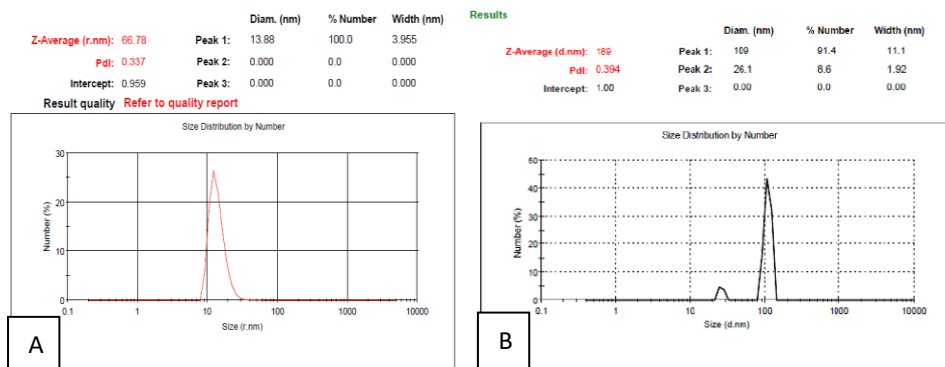 Diam. (nm) % Number Width (nm)
Z-Average (r.nm): 66.78 Peak 1: 13.88 100.0 3.955
PdI: 0.337 Peak 2: 0.000 0.0 0.000
Intercept: 0.959 Peak 3: 0.000 0.0 0.000
Result quality Refer to quality report
Size Distribution by Number
30
20
10
0
Number (%)
0.1 1 10 100 1000 10000
Size (r.nm)
A
Results
Diam. (nm) % Number Width (nm)
Z-Average (d.nm): 189 Peak 1: 109 91.4 11.1
PdI: 0.394 Peak 2: 26.1 8.6 1.92
Intercept: 1.00 Peak 3: 0.00 0.0 0.00
Size Distribution by Number
50
40
30
20
10
0
Number (%)
0.1 1 10 100 1000 10000
Size (d.nm)
B